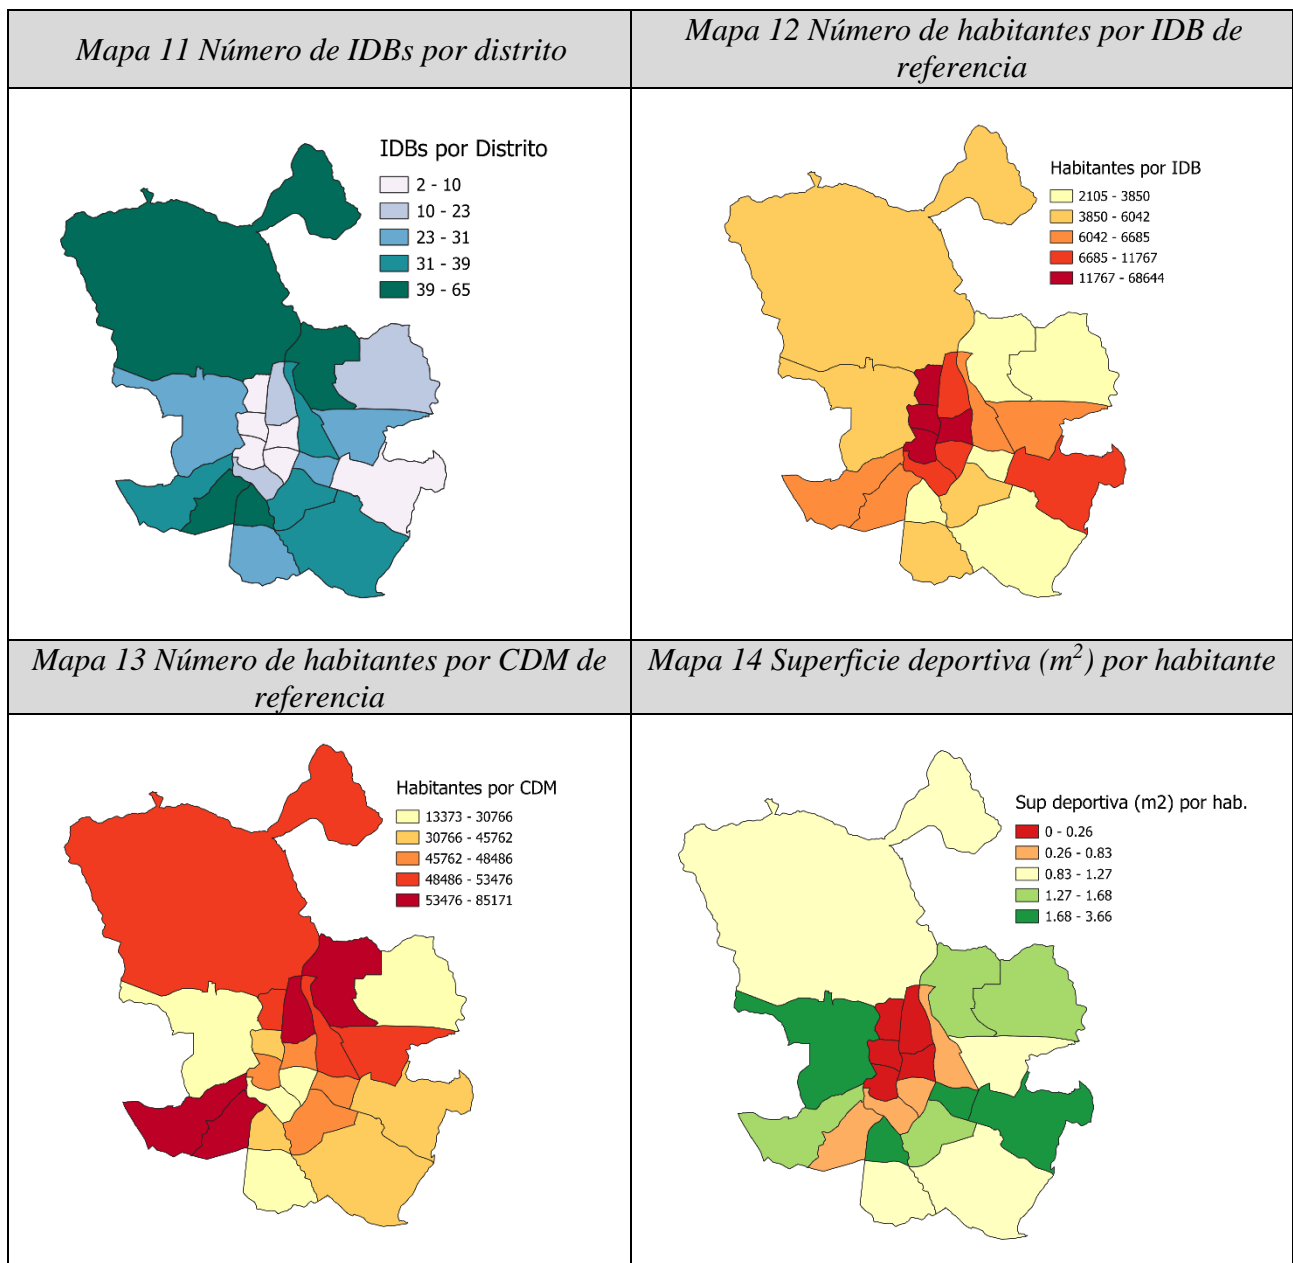 Mapa 11 Número de IDBs por distrito
Mapa 12 Número de habitantes por IDB de
referencia
IDBs por Distrito
2 - 10
10 - 23
23 - 31
31 - 39
39 - 65
Habitantes por IDB
2105 - 3850
3850 - 6042
6042 - 6685
6685 - 11767
11767 - 68644
Mapa 13 Número de habitantes por CDM de
referencia
Mapa 14 Superficie deportiva (m²) por habitante
Habitantes por CDM
13373 - 30766
30766 - 45762
45762 - 48486
48486 - 53476
53476 - 85171
Sup deportiva (m2) por hab.
0 - 0.26
0.26 - 0.83
0.83 - 1.27
1.27 - 1.68
1.68 - 3.66